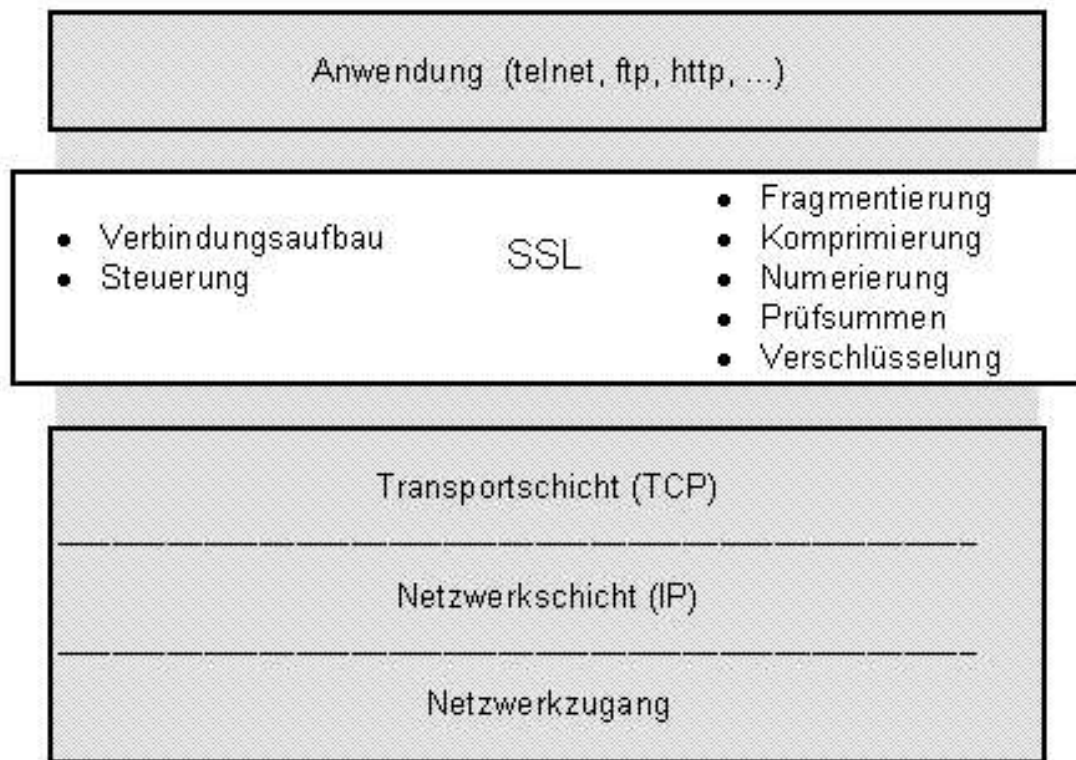 Anwendung (telnet, ftp, http, ...)
• Verbindungsaufbau
• Steuerung
SSL
• Fragmentierung
• Komprimierung
• Numerierung
• Prüfsummen
• Verschlüsselung
Transportschicht (TCP)
Netzwerkschicht (IP)
Netzwerkzugang